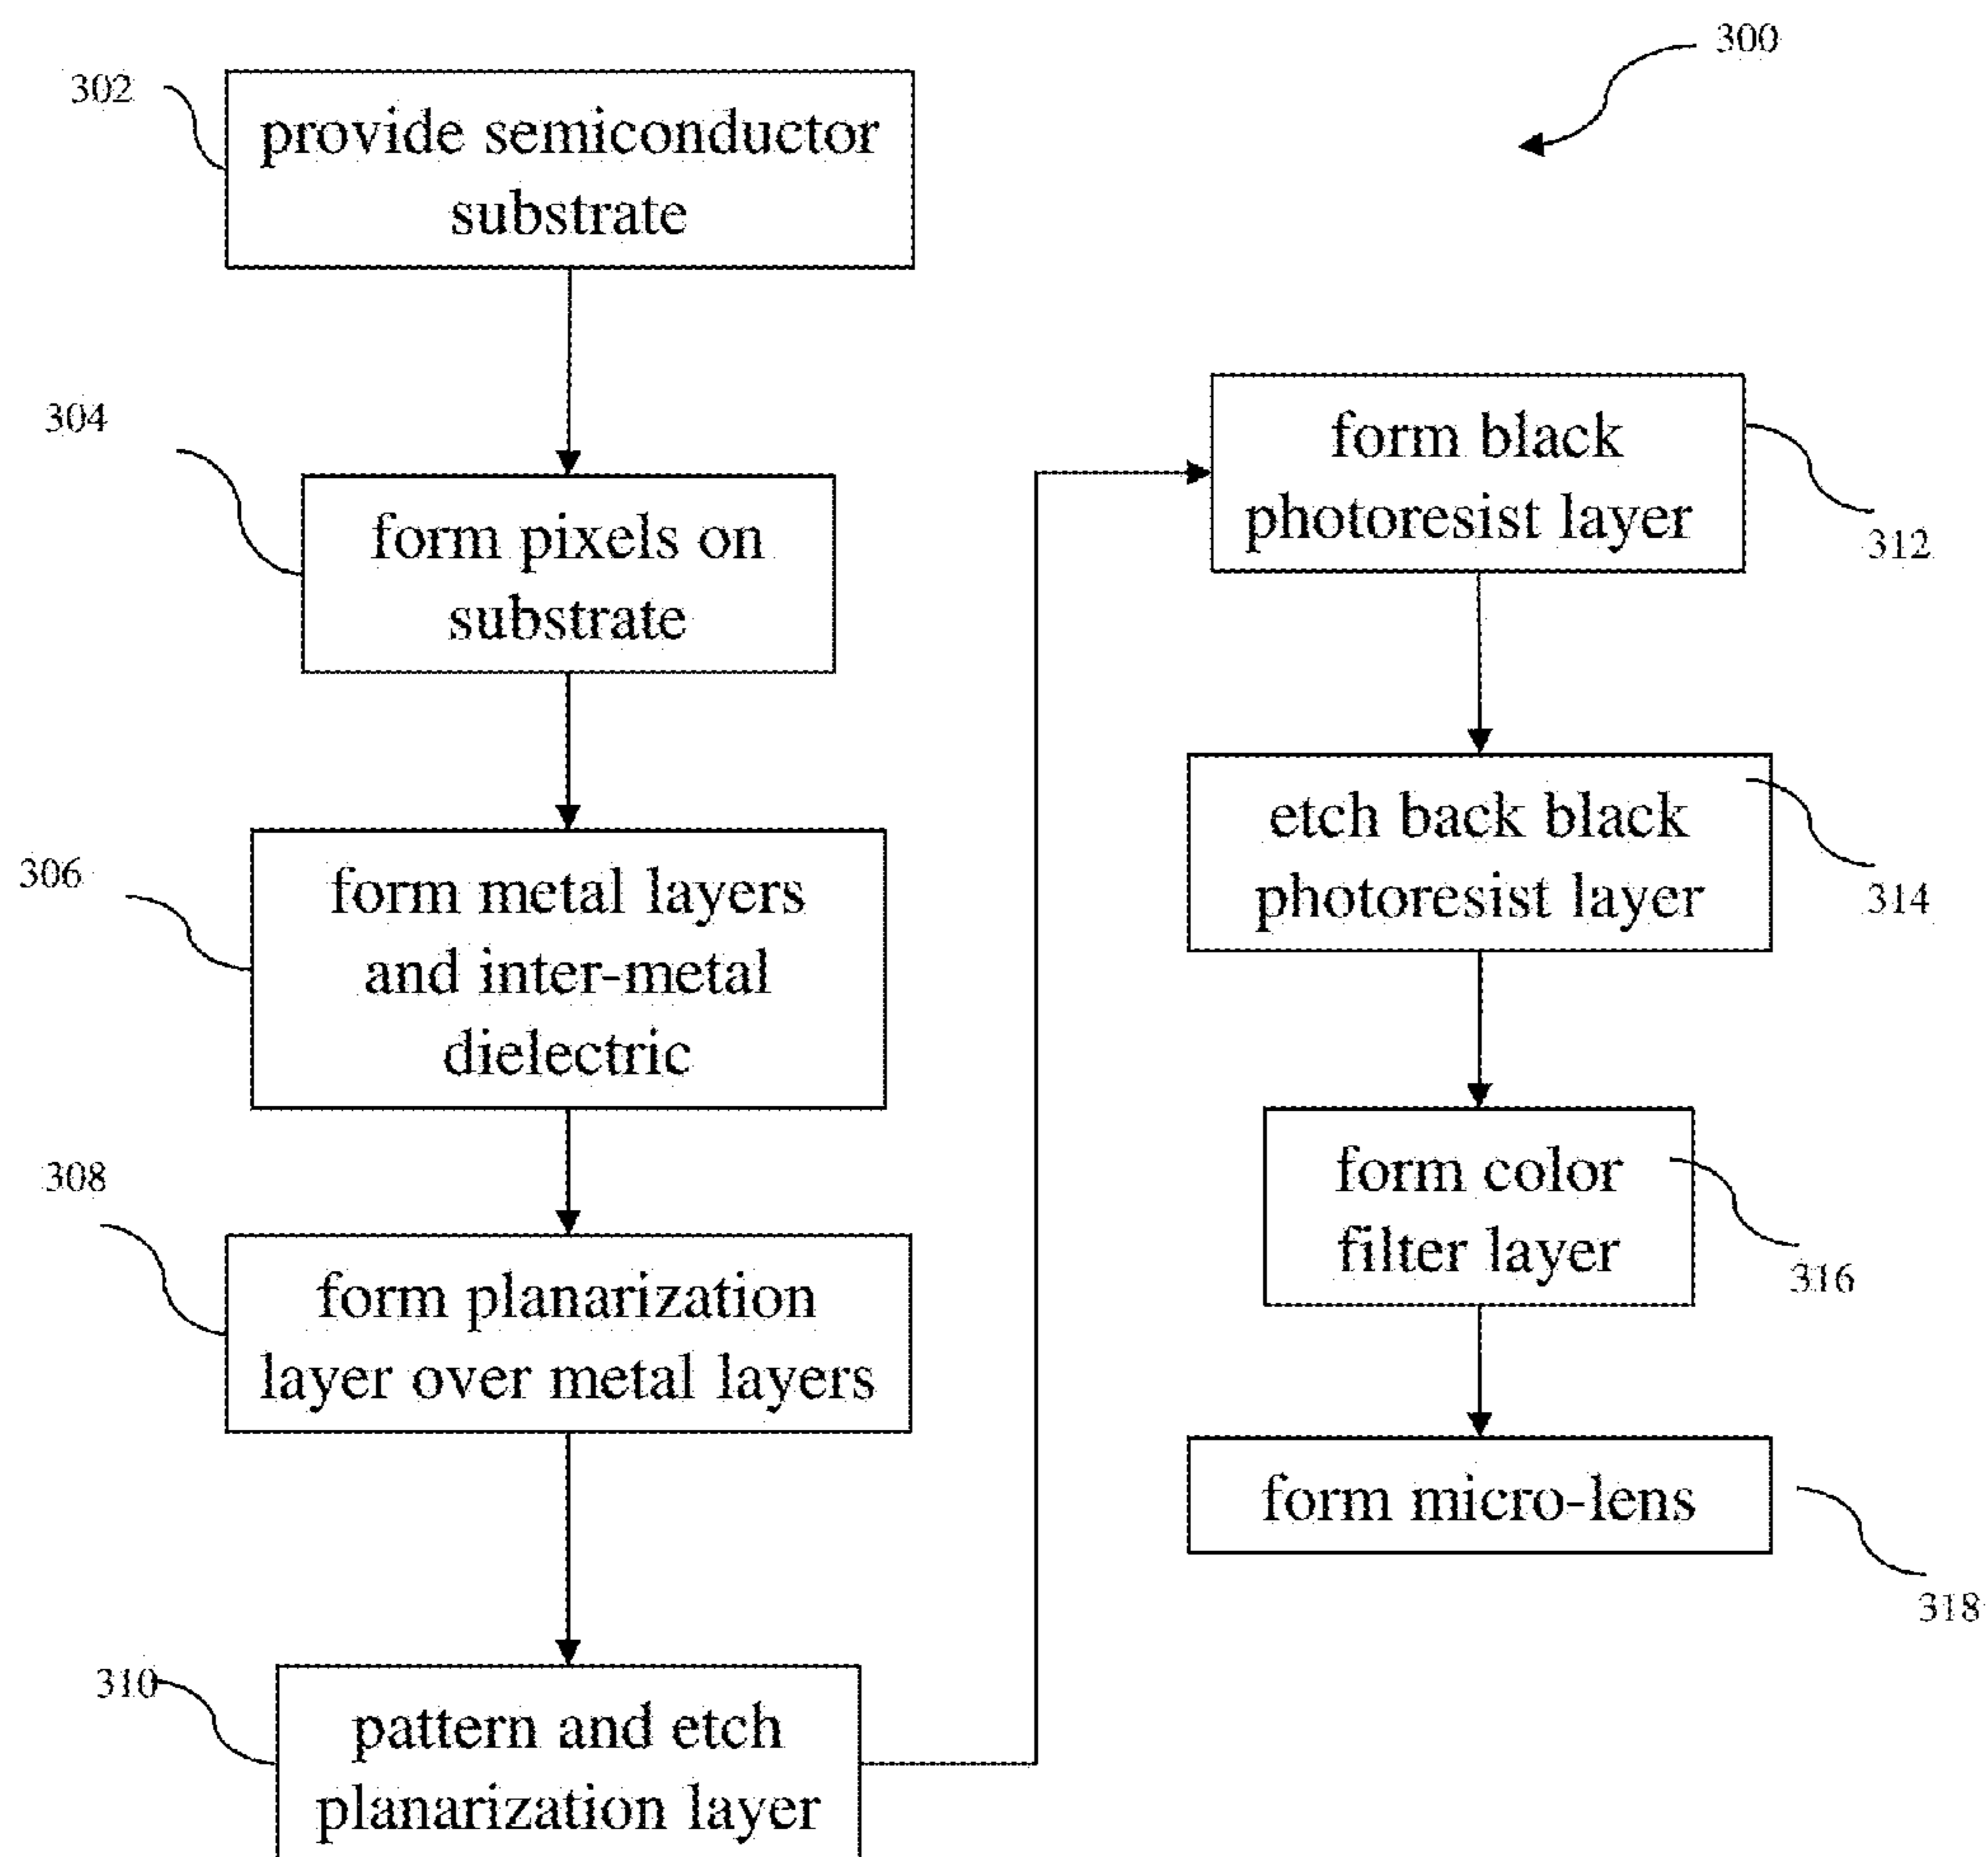 300
302
provide semiconductor
substrate
304
form pixels on
substrate
306
form metal layers
and inter-metal
dielectric
308
form planarization
layer over metal layers
310
pattern and etch
planarization layer
form black
photoresist layer
312
etch back black
photoresist layer
314
form color
filter layer
316
form micro-lens
318